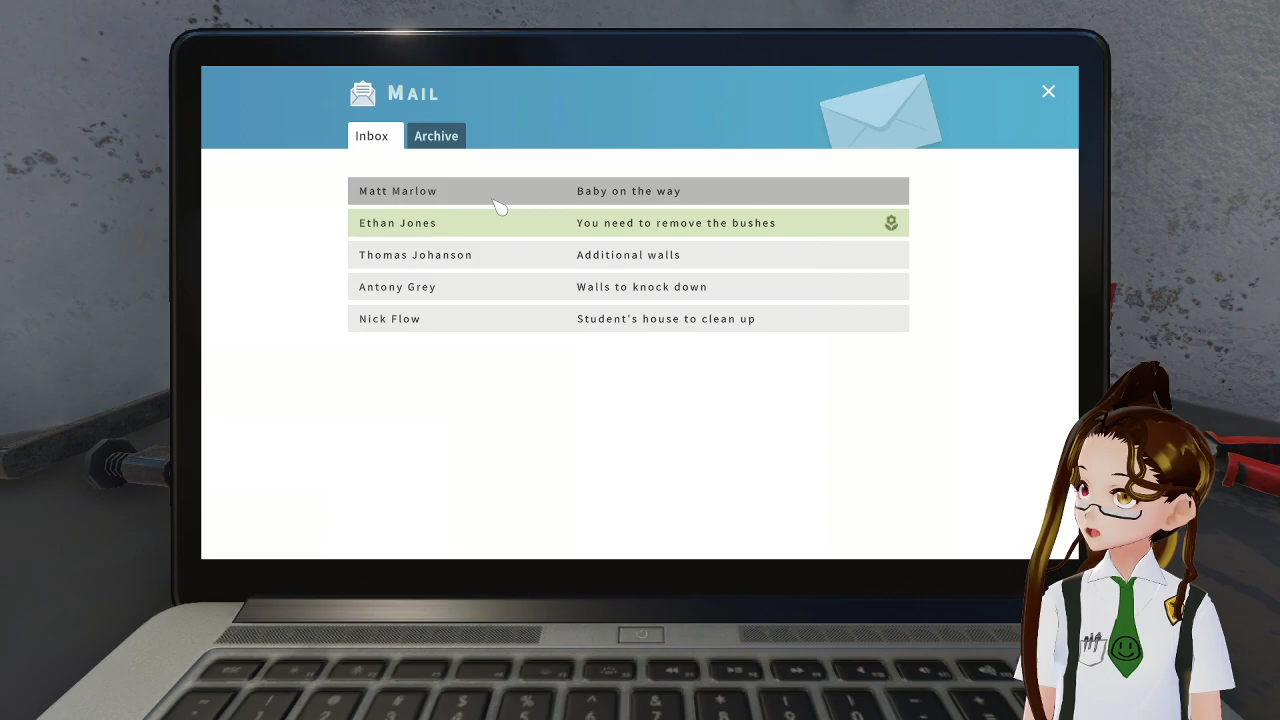 MAIL
Inbox Archive
Matt Marlow Baby on the way
Ethan Jones You need to remove the bushes
Thomas Johanson Additional walls
Antony Grey Walls to knock down
Nick Flow Student's house to clean up